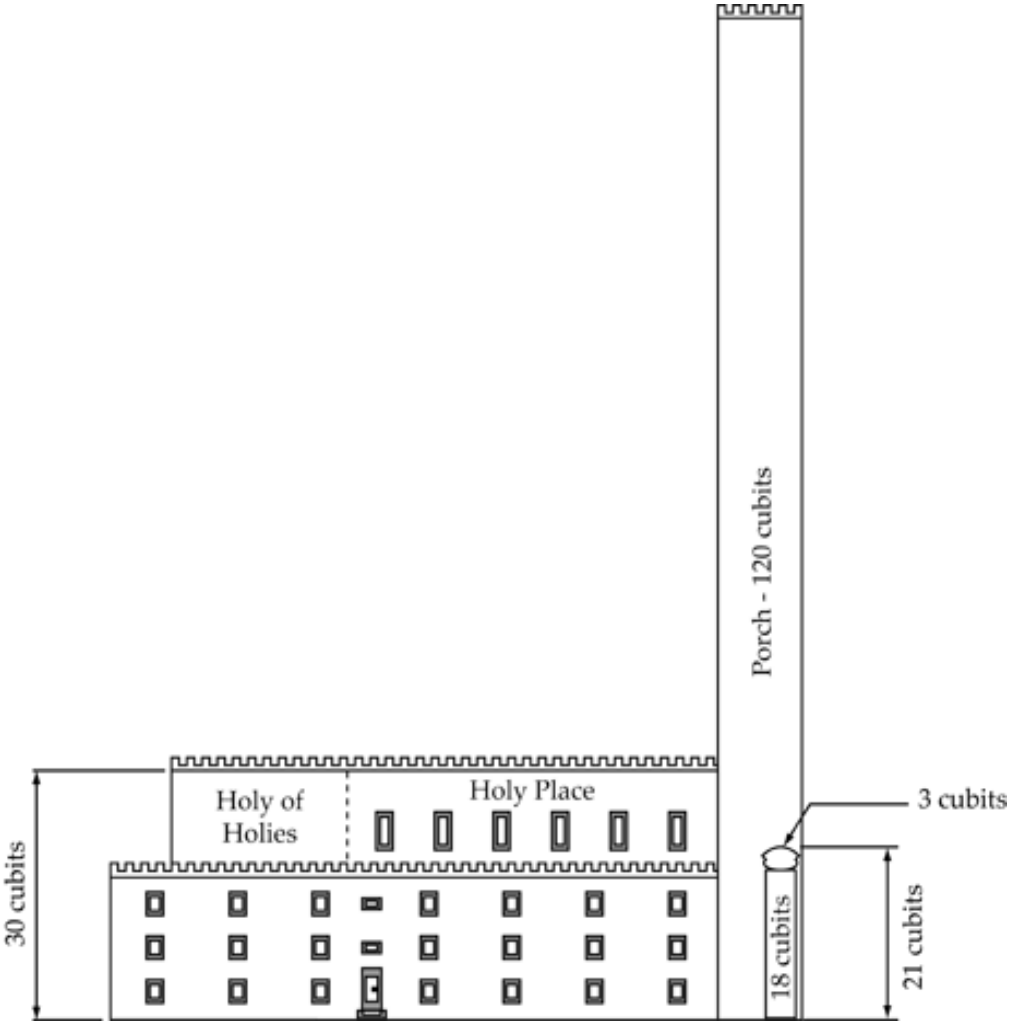 Porch - 120 cubits
Holy of
Holies
Holy Place
3 cubits
30 cubits
18 cubits
21 cubits